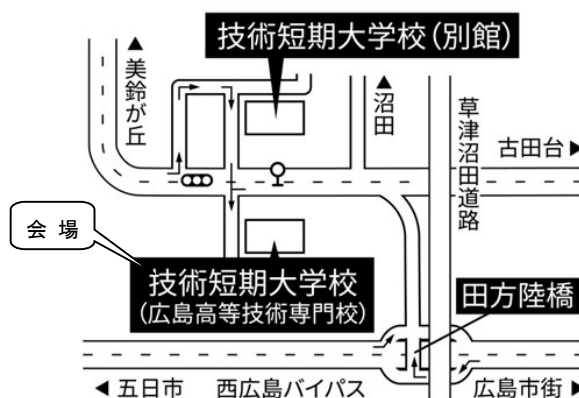 技術短期大学校(別館)
▲美鈴が丘
▲沼田
草津沼田道路
古田台▶
会 場
技術短期大学校
(広島高等技術専門校)
田方陸橋
◀五日市
西広島バイパス
広島市街▶